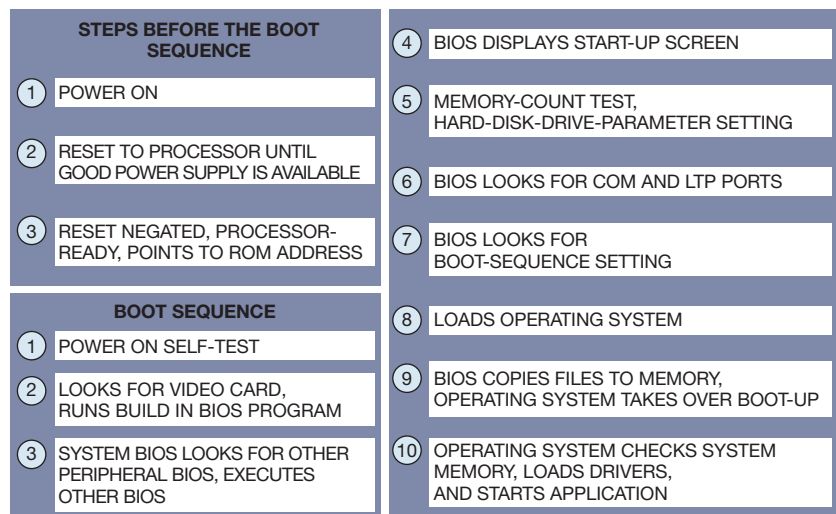 STEPS BEFORE THE BOOT
SEQUENCE
1 POWER ON
2 RESET TO PROCESSOR UNTIL
GOOD POWER SUPPLY IS AVAILABLE
3 RESET NEGATED, PROCESSOR-
READY, POINTS TO ROM ADDRESS
BOOT SEQUENCE
1 POWER ON SELF-TEST
2 LOOKS FOR VIDEO CARD,
RUNS BUILD IN BIOS PROGRAM
3 SYSTEM BIOS LOOKS FOR OTHER
PERIPHERAL BIOS, EXECUTES
OTHER BIOS
4 BIOS DISPLAYS START-UP SCREEN
5 MEMORY-COUNT TEST,
HARD-DISK-DRIVE-PARAMETER SETTING
6 BIOS LOOKS FOR COM AND LTP PORTS
7 BIOS LOOKS FOR
BOOT-SEQUENCE SETTING
8 LOADS OPERATING SYSTEM
9 BIOS COPIES FILES TO MEMORY,
OPERATING SYSTEM TAKES OVER BOOT-UP
10 OPERATING SYSTEM CHECKS SYSTEM
MEMORY, LOADS DRIVERS,
AND STARTS APPLICATION